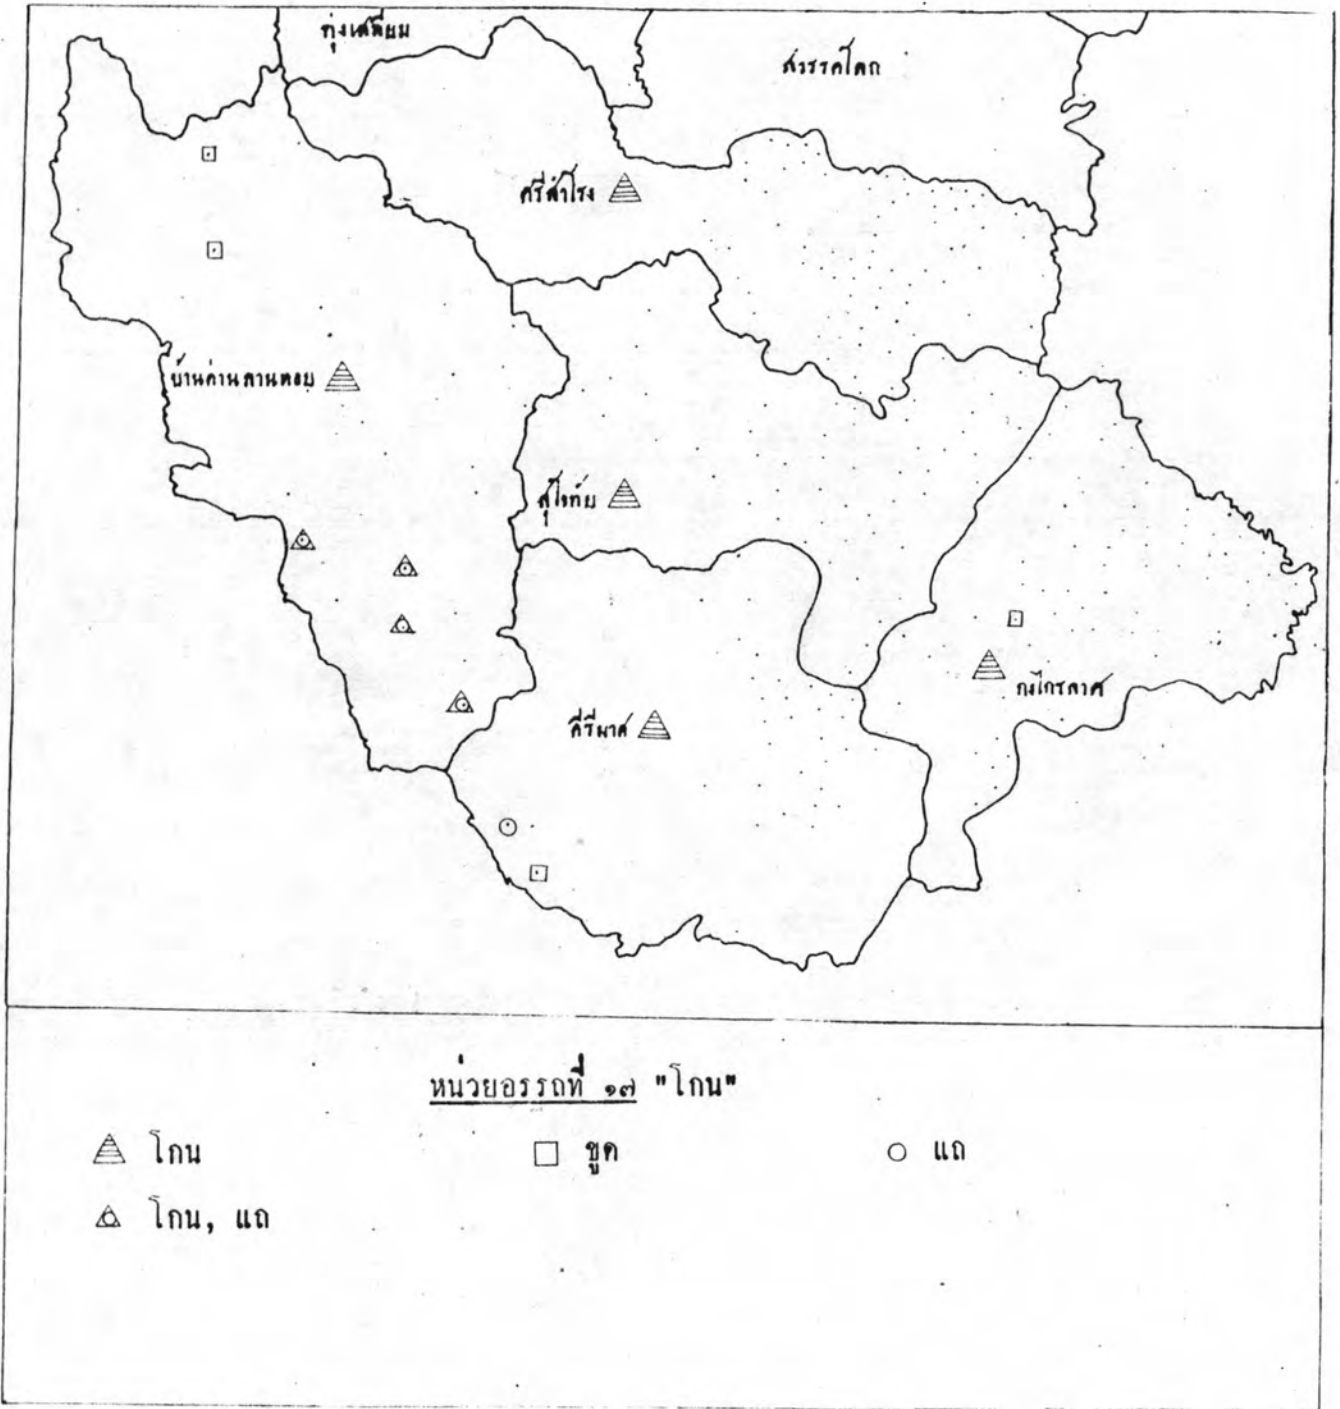 ทุ่งเสลี่ยม
สวรรคโลก
ศรีสำโรง
บ้านด่านลานหอย
สุโขทัย
กงไกรลาศ
คีรีมาศ
หน่วยอรรถที่ ๑๗ "โกน"
โกน
ขูด
แถ
โกน, แถ